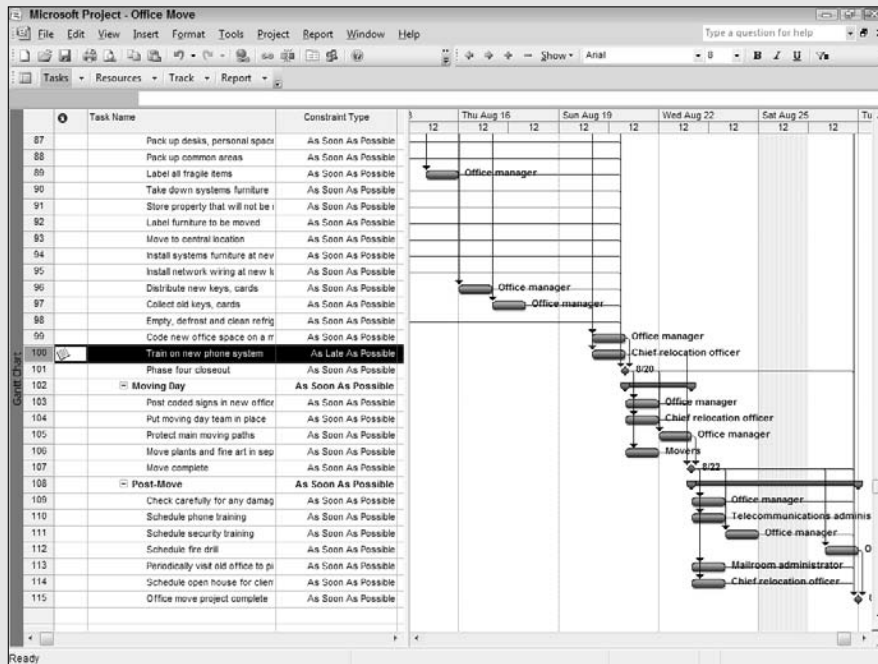 Microsoft Project - Office Move
File Edit View Insert Format Tools Project Report Window Help
Type a question for help
Show Arial 8 B I U
Tasks Resources Track Report
Task Name Constraint Type
Thu Aug 16 Sun Aug 19 Wed Aug 22 Sat Aug 25 Tu
12 12 12 12 12 12 12 12 12
87 Pack up desks, personal space As Soon As Possible
88 Pack up common areas As Soon As Possible
89 Label all fragile items As Soon As Possible Office manager
90 Take down systems furniture As Soon As Possible
91 Store property that will not be As Soon As Possible
92 Label furniture to be moved As Soon As Possible
93 Move to central location As Soon As Possible
94 Install systems furniture at new As Soon As Possible
95 Install network wiring at new As Soon As Possible
96 Distribute new keys, cards As Soon As Possible Office manager
97 Collect old keys, cards As Soon As Possible Office manager
98 Empty, defrost and clean refrig As Soon As Possible
99 Code new office space on a m As Soon As Possible Office manager
100 Train on new phone system As Late As Possible Chief relocation officer
101 Phase four closeout As Soon As Possible 8/20
102 Moving Day As Soon As Possible
103 Post coded signs in new office As Soon As Possible Office manager
104 Put moving day team in place As Soon As Possible Chief relocation officer
105 Protect main moving paths As Soon As Possible Office manager
106 Move plants and fine art in sep As Soon As Possible Movers
107 Move complete As Soon As Possible 8/22
108 Post-Move As Soon As Possible
109 Check carefully for any damag As Soon As Possible Office manager
110 Schedule phone training As Soon As Possible Telecommunications adminis
111 Schedule security training As Soon As Possible Office manager
112 Schedule fire drill As Soon As Possible O
113 Periodically visit old office to pi As Soon As Possible Mailroom administrator
114 Schedule open house for clien As Soon As Possible Chief relocation officer
115 Office move project complete As Soon As Possible
Gantt Chart
Ready